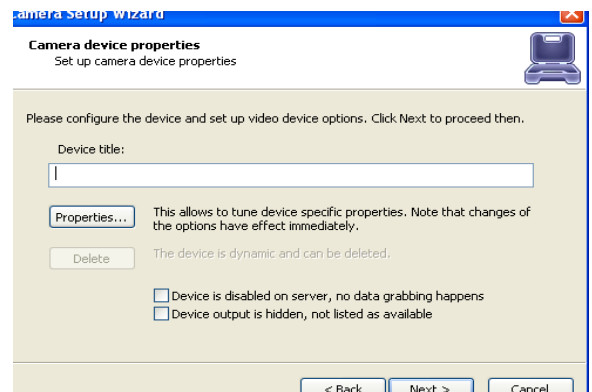 Camera Setup Wizard
Camera device properties
Set up camera device properties
Please configure the device and set up video device options. Click Next to proceed then.
Device title:
Properties...
This allows to tune device specific properties. Note that changes of
the options have effect immediately.
Delete
The device is dynamic and can be deleted.
Device is disabled on server, no data grabbing happens
Device output is hidden, not listed as available
< Back
Next >
Cancel